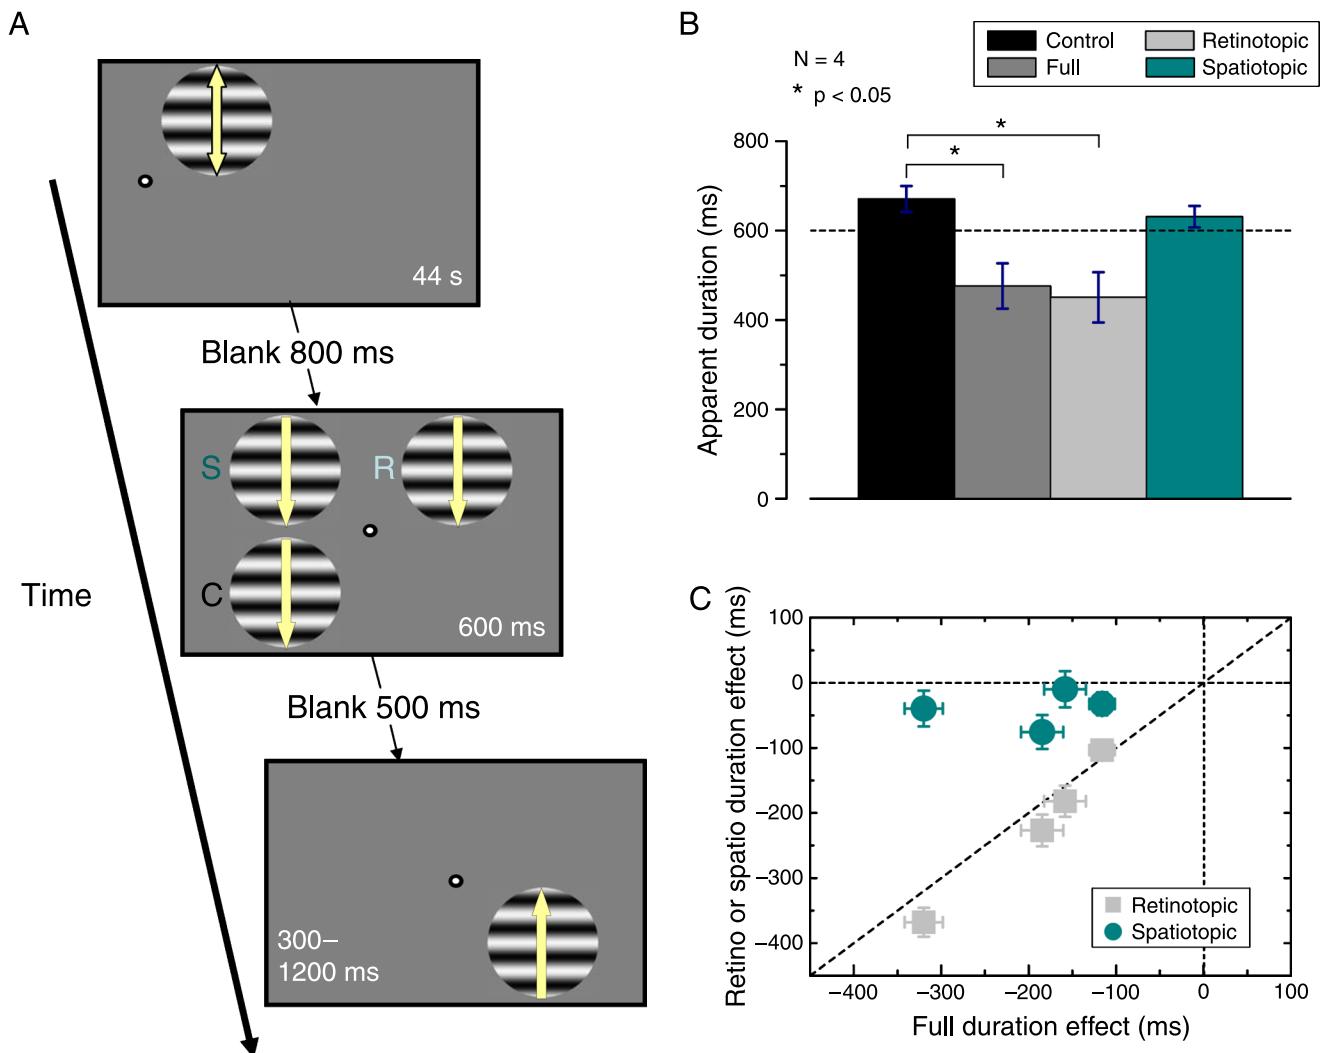 A
44 s
Blank 800 ms
S
R
C
600 ms
Time
Blank 500 ms
300–
1200 ms
B
Control
Retinotopic
Full
Spatiotopic
N = 4
* p < 0.05
*
*
Apparent duration (ms)
800
600
400
200
0
C
Retino or spatio duration effect (ms)
100
0
−100
−200
−300
−400
Retinotopic
Spatiotopic
−400
−300
−200
−100
0
100
Full duration effect (ms)